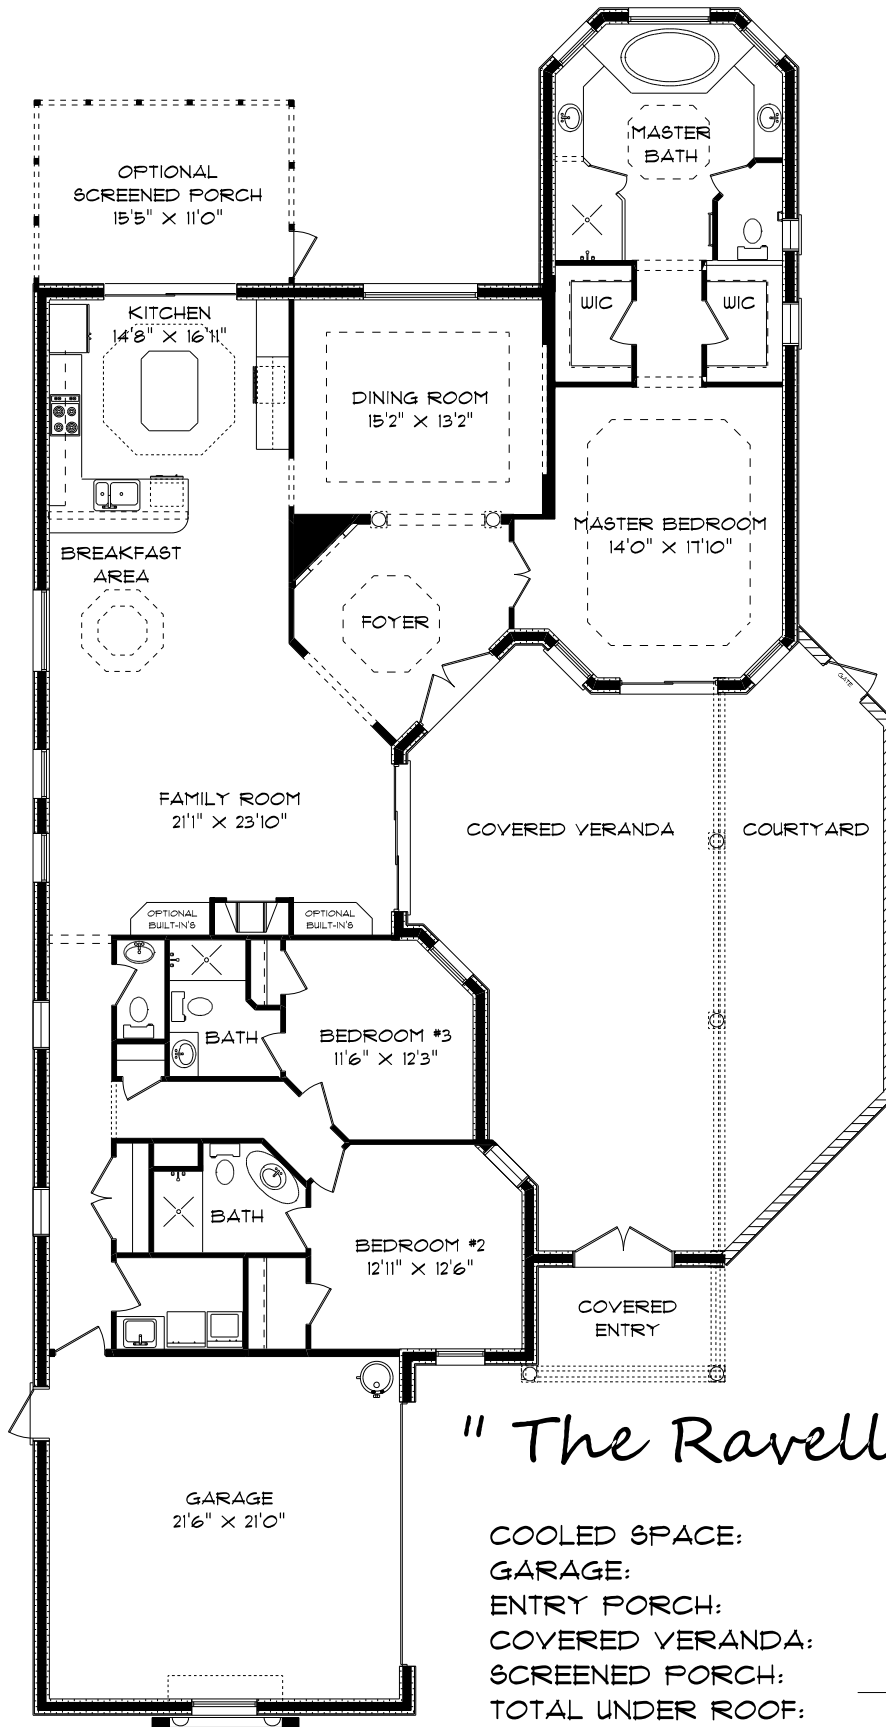 MASTER
BATH
OPTIONAL
SCREENED PORCH
15'5" X 11'0"
WIC
WIC
KITCHEN
14'8" X 16'11"
DINING ROOM
15'2" X 13'2"
MASTER BEDROOM
14'0" X 17'10"
BREAKFAST
AREA
FOYER
GATE
FAMILY ROOM
21'1" X 23'10"
COVERED VERANDA
COURTYARD
OPTIONAL
BUILT-IN'S
OPTIONAL
BUILT-IN'S
BATH
BEDROOM #3
11'6" X 12'3"
BATH
BEDROOM #2
12'11" X 12'6"
COVERED
ENTRY
" The Ravell
GARAGE
21'6" X 21'0"
COOLED SPACE:
GARAGE:
ENTRY PORCH:
COVERED VERANDA:
SCREENED PORCH:
TOTAL UNDER ROOF: